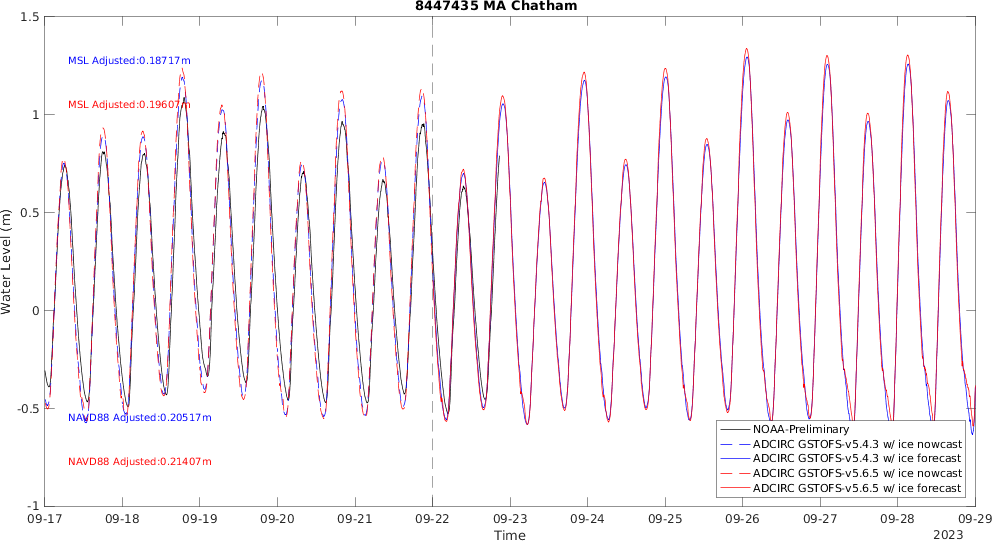 8447435 MA Chatham
1.5
1
0.5
0
-0.5
-1
Water Level (m)
MSL Adjusted:0.18717m
MSL Adjusted:0.19607m
NAVD88 Adjusted:0.20517m
NAVD88 Adjusted:0.21407m
NOAA-Preliminary
ADCIRC GSTOFS-v5.4.3 w/ ice nowcast
ADCIRC GSTOFS-v5.4.3 w/ ice forecast
ADCIRC GSTOFS-v5.6.5 w/ ice nowcast
ADCIRC GSTOFS-v5.6.5 w/ ice forecast
09-17 09-18 09-19 09-20 09-21 09-22 09-23 09-24 09-25 09-26 09-27 09-28 09-29
Time
2023